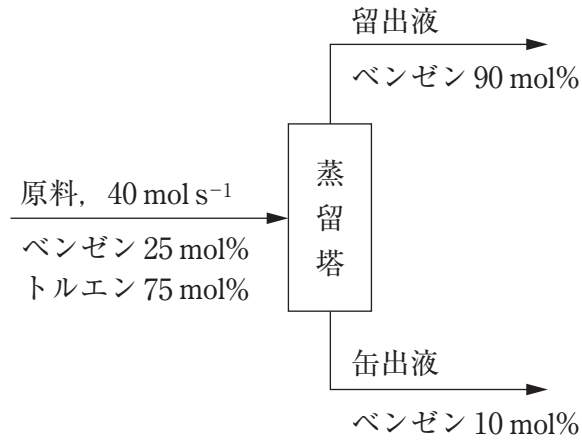 留出液
ベンゼン 90 mol%
蒸留塔
原料，40 mol s⁻¹
ベンゼン 25 mol%
トルエン 75 mol%
缶出液
ベンゼン 10 mol%